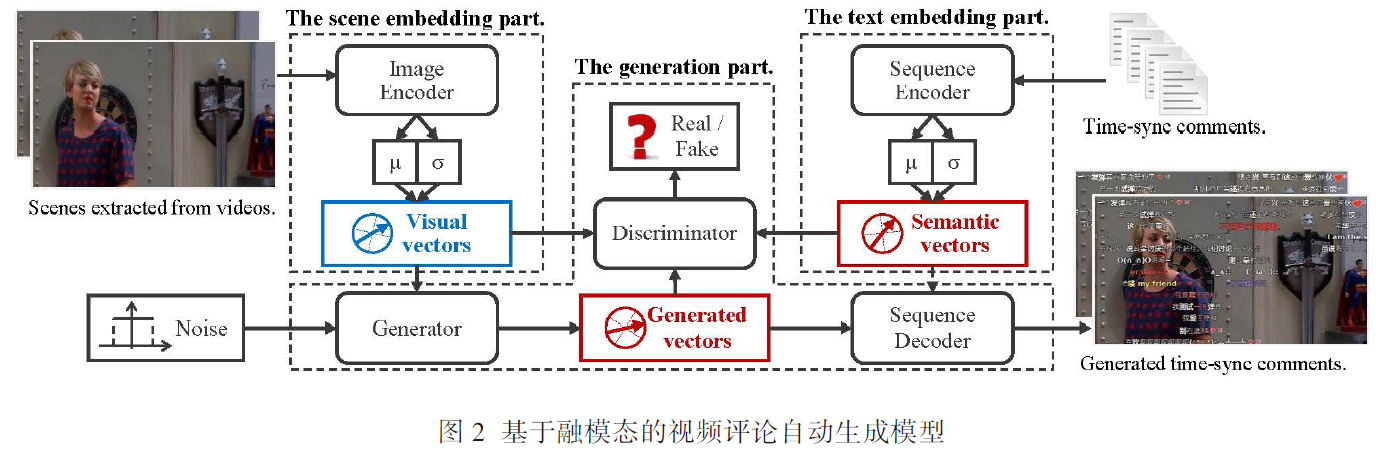 The scene embedding part.
The text embedding part.
The generation part.
Image
Encoder
Sequence
Encoder
Real /
Fake
Time-sync comments.
μ
σ
μ
σ
Scenes extracted from videos.
Visual
vectors
Discriminator
Semantic
vectors
my friend
Noise
Generator
Generated
vectors
Sequence
Decoder
Generated time-sync comments.
图 2 基于融模态的视频评论自动生成模型